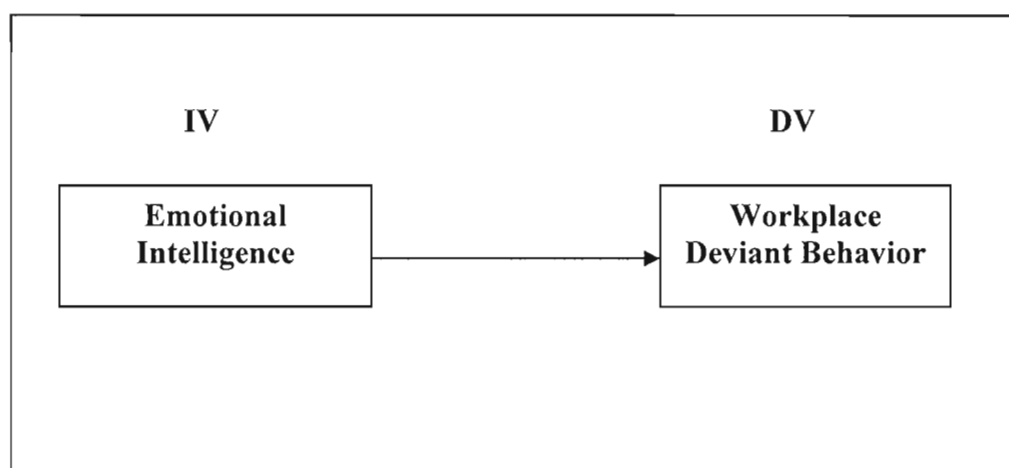 IV
DV
Emotional
Intelligence
Workplace
Deviant Behavior